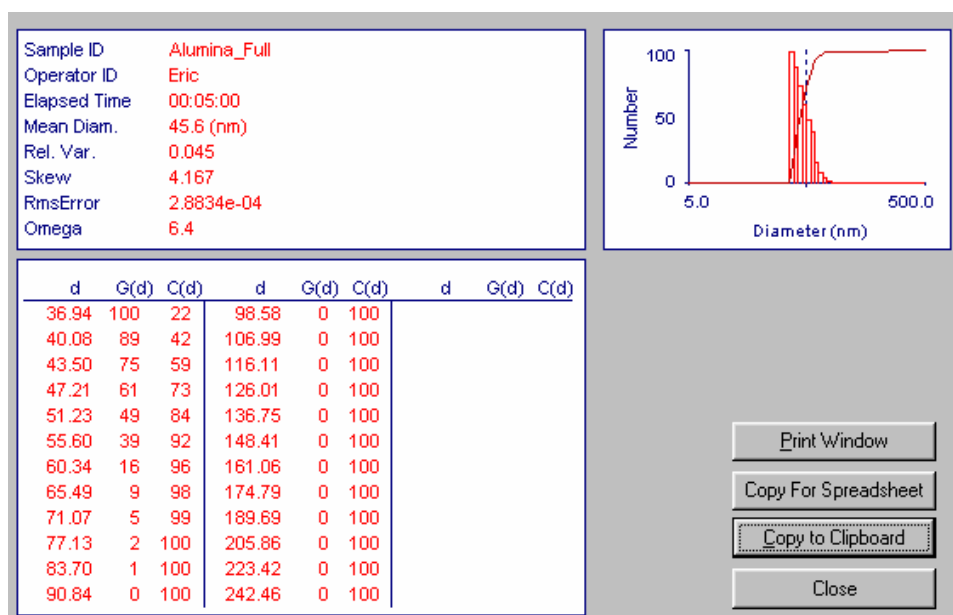 Sample ID Alumina_Full
Operator ID Eric
Elapsed Time 00:05:00
Mean Diam. 45.6 (nm)
Rel. Var. 0.045
Skew 4.167
RmsError 2.8834e-04
Omega 6.4
100
50
0
Number
5.0 500.0
Diameter (nm)
d G(d) C(d) d G(d) C(d) d G(d) C(d)
36.94 100 22 98.58 0 100
40.08 89 42 106.99 0 100
43.50 75 59 116.11 0 100
47.21 61 73 126.01 0 100
51.23 49 84 136.75 0 100
55.60 39 92 148.41 0 100
60.34 16 96 161.06 0 100
65.49 9 98 174.79 0 100
71.07 5 99 189.69 0 100
77.13 2 100 205.86 0 100
83.70 1 100 223.42 0 100
90.84 0 100 242.46 0 100
Print Window
Copy For Spreadsheet
Copy to Clipboard
Close